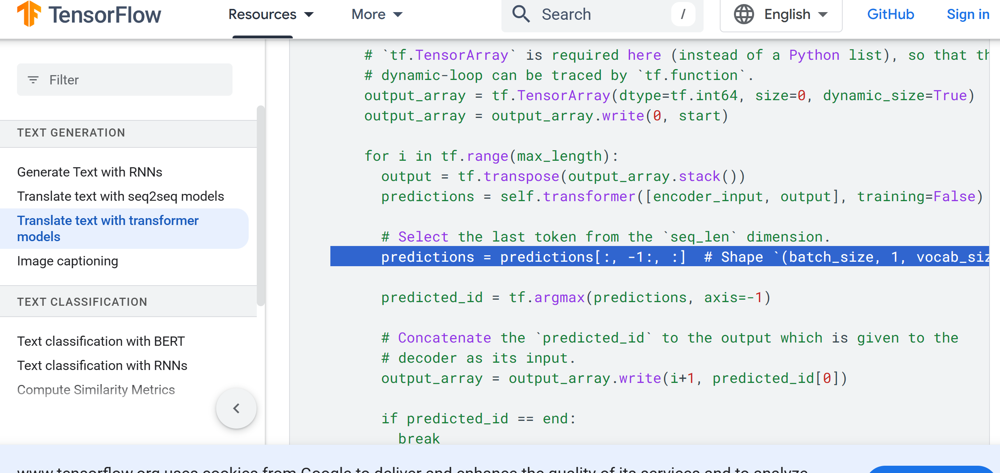 TensorFlow
Resources
More
Search
/
English
GitHub
Sign in
Filter
TEXT GENERATION
Generate Text with RNNs
Translate text with seq2seq models
Translate text with transformer
models
Image captioning
TEXT CLASSIFICATION
Text classification with BERT
Text classification with RNNs
Compute Similarity Metrics
# `tf.TensorArray` is required here (instead of a Python list), so that th
# dynamic-loop can be traced by `tf.function`.
output_array = tf.TensorArray(dtype=tf.int64, size=0, dynamic_size=True)
output_array = output_array.write(0, start)
for i in tf.range(max_length):
output = tf.transpose(output_array.stack())
predictions = self.transformer([encoder_input, output], training=False)
# Select the last token from the `seq_len` dimension.
predictions = predictions[:, -1:, :]  # Shape `(batch_size, 1, vocab_siz
predicted_id = tf.argmax(predictions, axis=-1)
# Concatenate the `predicted_id` to the output which is given to the
# decoder as its input.
output_array = output_array.write(i+1, predicted_id[0])
if predicted_id == end:
break
www.tensorflow.org uses cookies from Google to deliver and enhance the quality of its services and to analyze